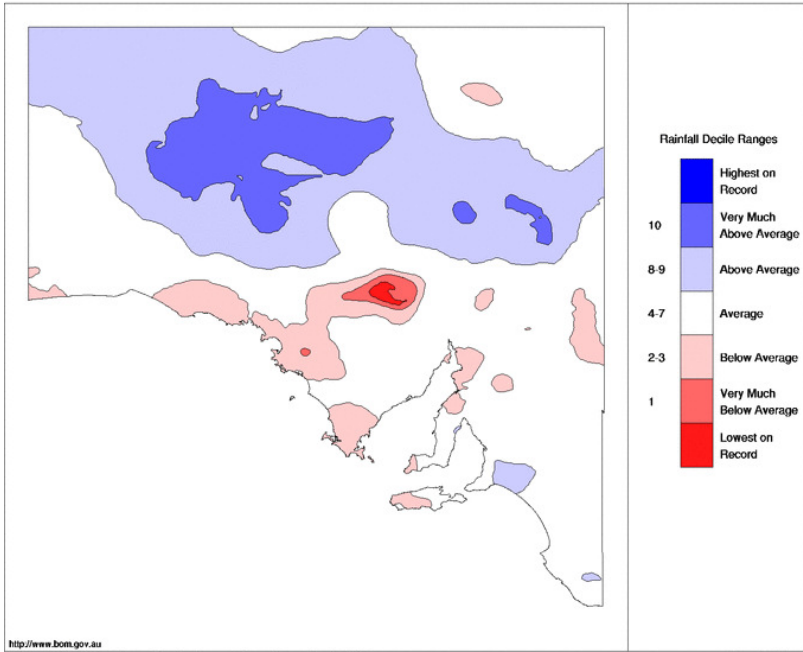 Rainfall Decile Ranges
Highest on
Record
10
Very Much
Above Average
8-9
Above Average
4-7
Average
2-3
Below Average
1
Very Much
Below Average
Lowest on
Record
http://www.bom.gov.au